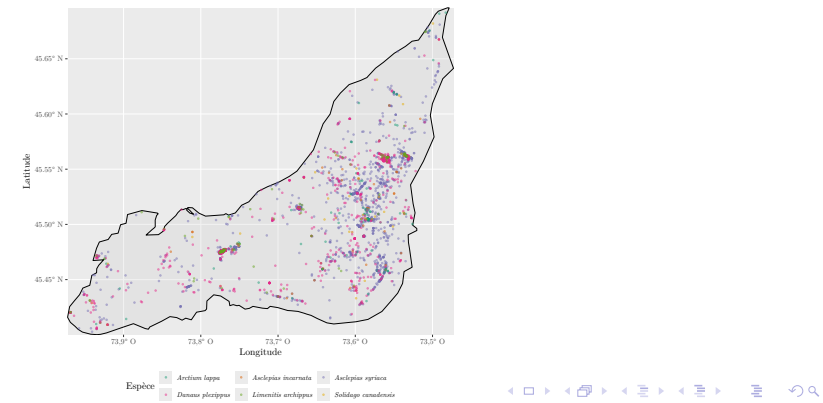 45.65° N
45.60° N
45.55° N
45.50° N
45.45° N
Latitude
73,9° O 73,8° O 73,7° O 73,6° O 73,5° O
Longitude
Espèce
Arctium lappa Asclepias incarnata Asclepias syriaca
Danaus plexippus Limenitis archippus Solidago canadensis